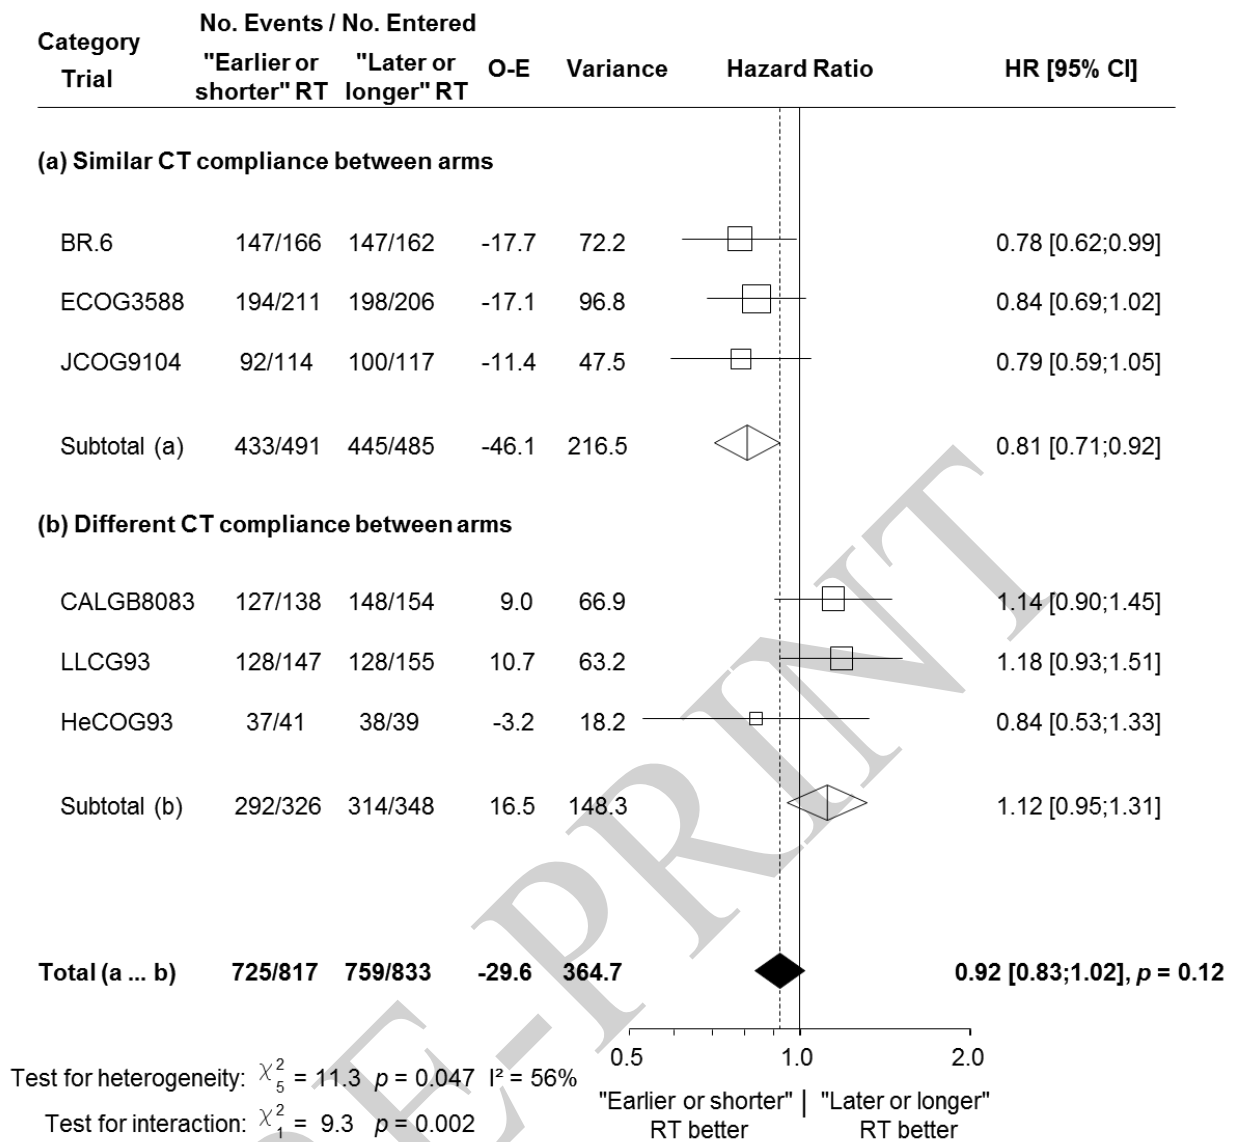 Category
Trial
No. Events / No. Entered
"Earlier or shorter" RT
"Later or longer" RT
O-E
Variance
Hazard Ratio
HR [95% CI]
(a) Similar CT compliance between arms
BR.6 147/166 147/162 -17.7 72.2 0.78 [0.62;0.99]
ECOG3588 194/211 198/206 -17.1 96.8 0.84 [0.69;1.02]
JCOG9104 92/114 100/117 -11.4 47.5 0.79 [0.59;1.05]
Subtotal (a) 433/491 445/485 -46.1 216.5 0.81 [0.71;0.92]
(b) Different CT compliance between arms
CALGB8083 127/138 148/154 9.0 66.9 1.14 [0.90;1.45]
LLCG93 128/147 128/155 10.7 63.2 1.18 [0.93;1.51]
HeCOG93 37/41 38/39 -3.2 18.2 0.84 [0.53;1.33]
Subtotal (b) 292/326 314/348 16.5 148.3 1.12 [0.95;1.31]
Total (a ... b) 725/817 759/833 -29.6 364.7 0.92 [0.83;1.02], p = 0.12
0.5 1.0 2.0
Test for heterogeneity: χ²₅ = 11.3 p = 0.047 I² = 56%
Test for interaction: χ²₁ = 9.3 p = 0.002
"Earlier or shorter" | "Later or longer"
RT better RT better
RE-PRINT